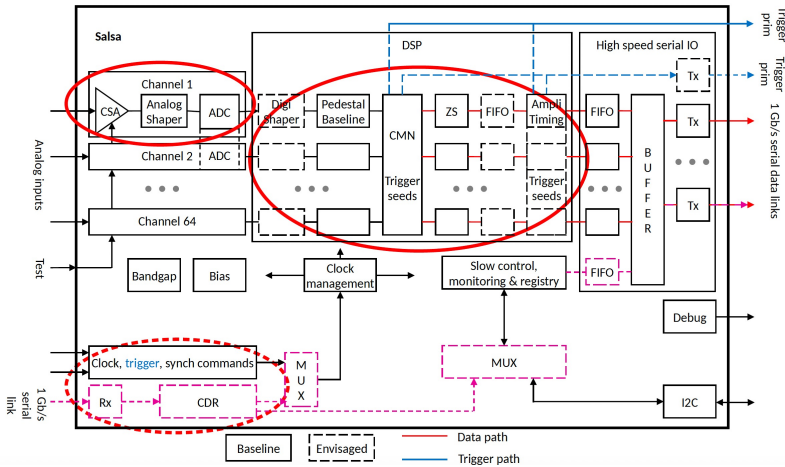 Salsa
DSP
High speed serial IO
Trigger
prim
Trigger
prim
Channel 1
CSA
Analog
Shaper
ADC
Digi
Shaper
Pedestal
Baseline
CMN
Trigger
seeds
ZS
FIFO
Ampli
Timing
Trigger
seeds
FIFO
BUFFER
Tx
Tx
Tx
1 Gb/s serial data links
Analog inputs
Channel 2
ADC
Channel 64
Test
Bandgap
Bias
Clock
management
Slow control,
monitoring & registry
FIFO
Debug
Clock, trigger, synch commands
MUX
MUX
1 Gb/s
serial
link
Rx
CDR
I2C
Baseline
Envisaged
Data path
Trigger path